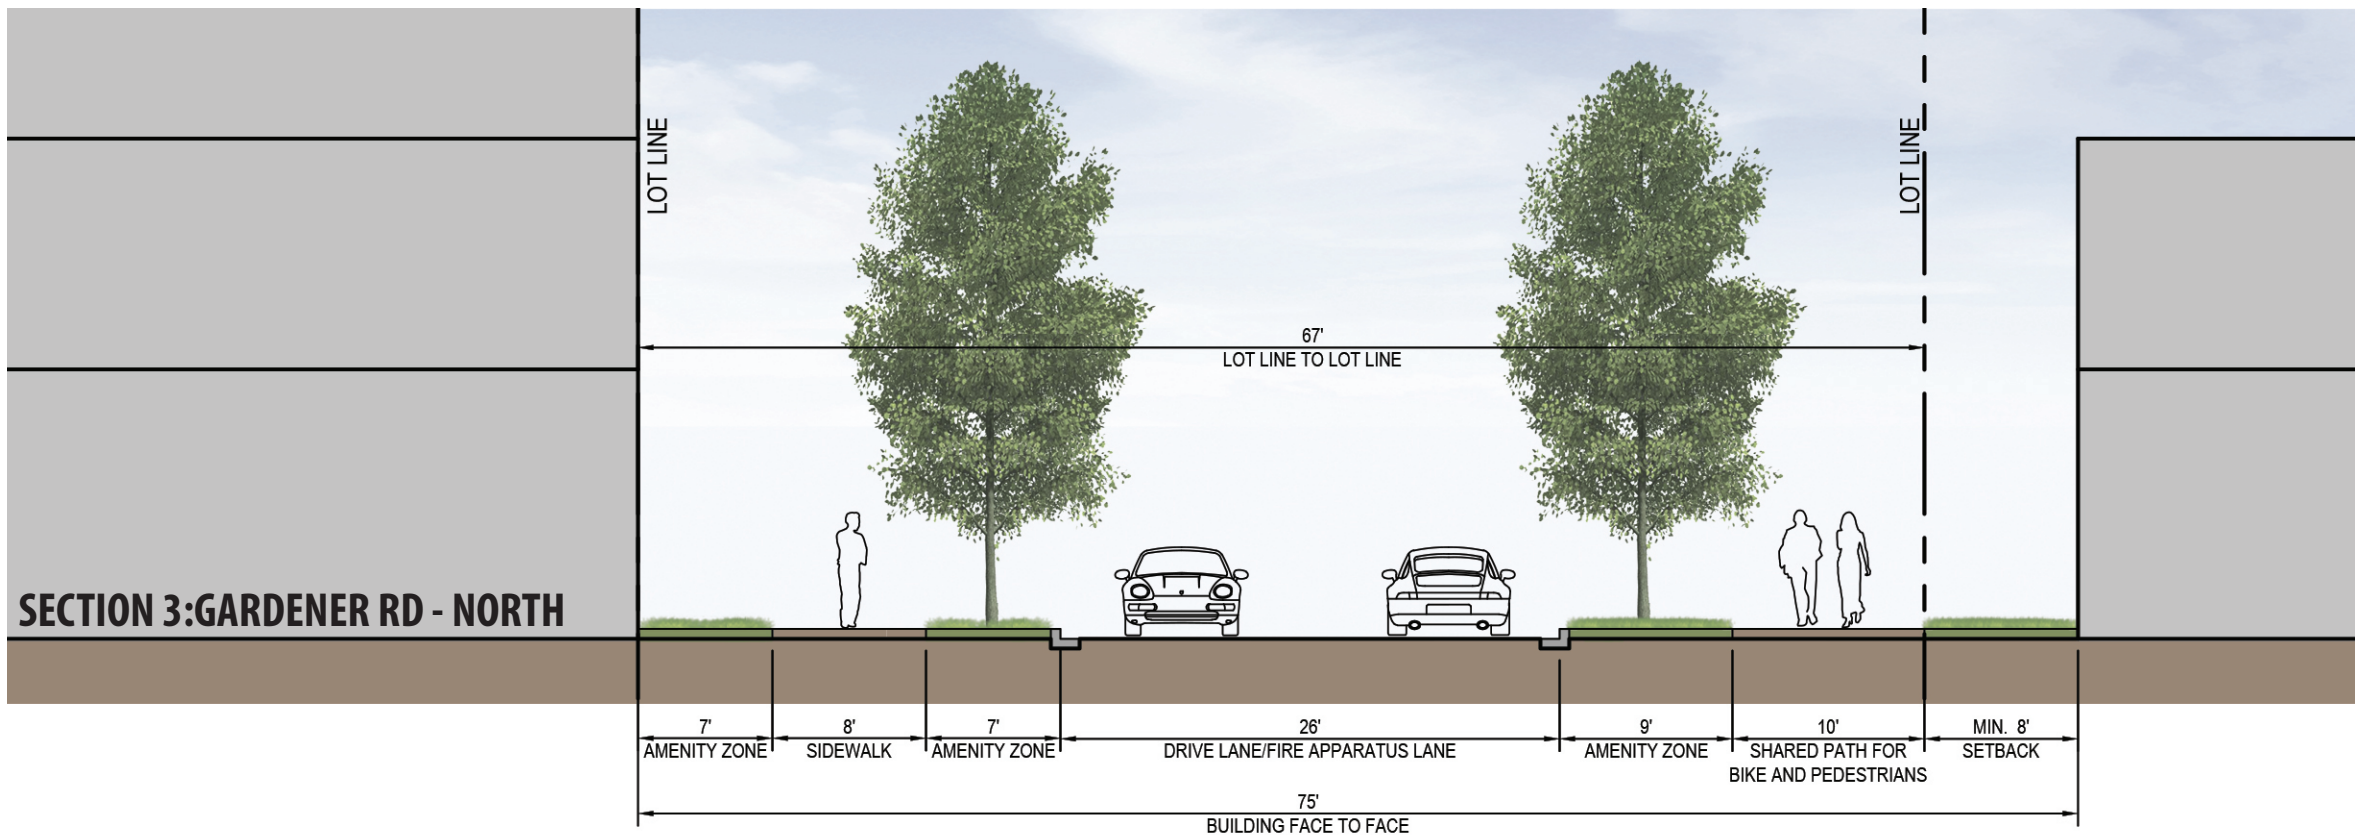 LOT LINE
LOT LINE
67'
LOT LINE TO LOT LINE
SECTION 3:GARDENER RD - NORTH
7'
AMENITY ZONE
8'
SIDEWALK
7'
AMENITY ZONE
26'
DRIVE LANE/FIRE APPARATUS LANE
9'
AMENITY ZONE
10'
SHARED PATH FOR
BIKE AND PEDESTRIANS
MIN. 8'
SETBACK
75'
BUILDING FACE TO FACE